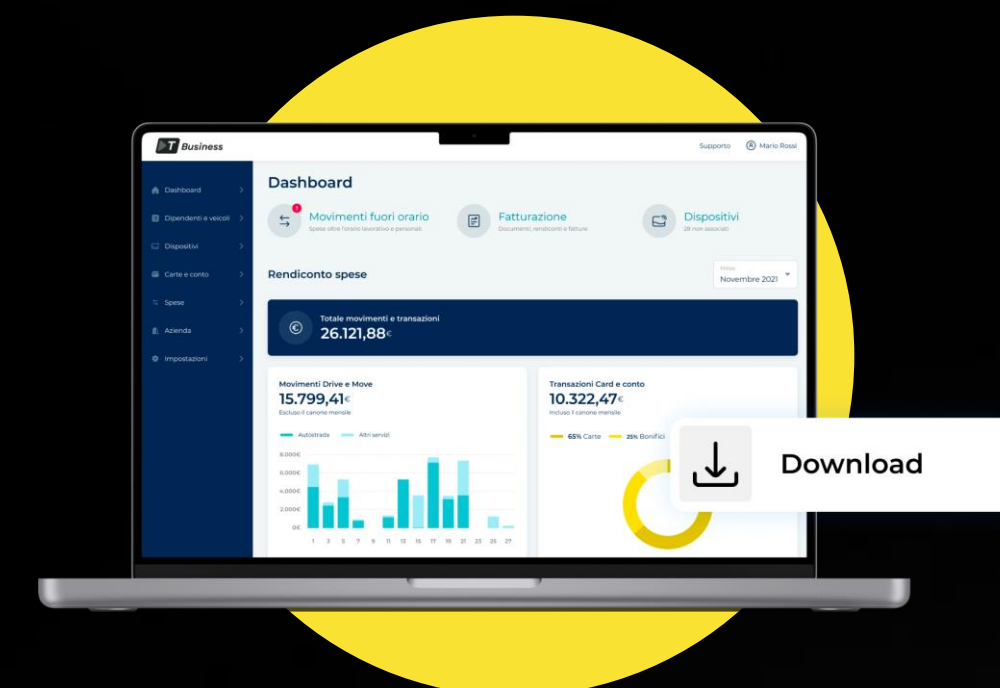 T Business
Supporto
Mario Rossi
Dashboard
Dipendenti e veicoli
Dispositivi
Carte e conto
Spese
Azienda
Impostazioni
Dashboard
Movimenti fuori orario
Spese oltre l'orario lavorativo e personali
Fatturazione
Documenti, rendiconti e fatture
Dispositivi
28 non associati
Rendiconto spese
Novembre 2021
Totale movimenti e transazioni
26.121,88€
Movimenti Drive e Move
15.799,41€
Escluso il canone mensile
Autostrada
Altri servizi
8.000€
6.000€
4.000€
2.000€
0€
1 3 5 7 9 11 13 15 17 19 21 23 25 27
Transazioni Card e conto
10.322,47€
Incluso il canone mensile
65% Carte
25% Bonifici
Download